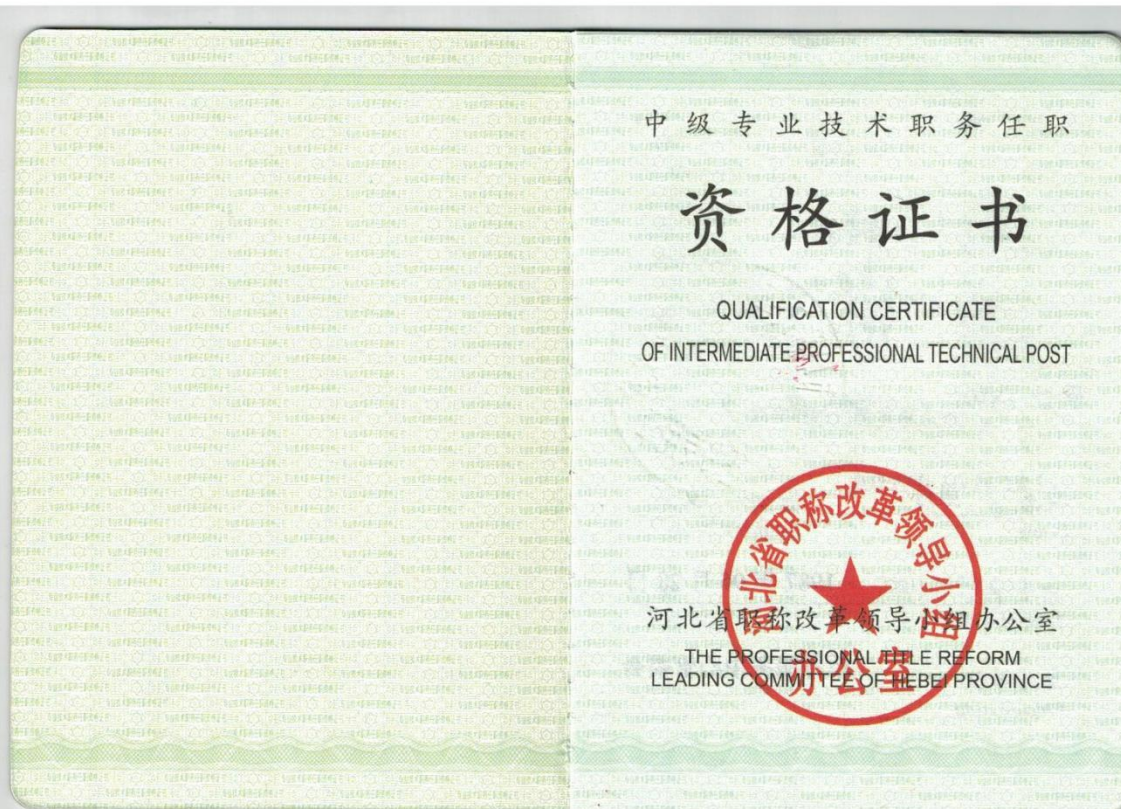 中级专业技术职务任职
资格证书
QUALIFICATION CERTIFICATE
OF INTERMEDIATE PROFESSIONAL TECHNICAL POST
河北省职称改革领导小组
办公室
河北省职称改革领导小组办公室
THE PROFESSIONAL TITLE REFORM
LEADING COMMITTEE OF HEBEI PROVINCE